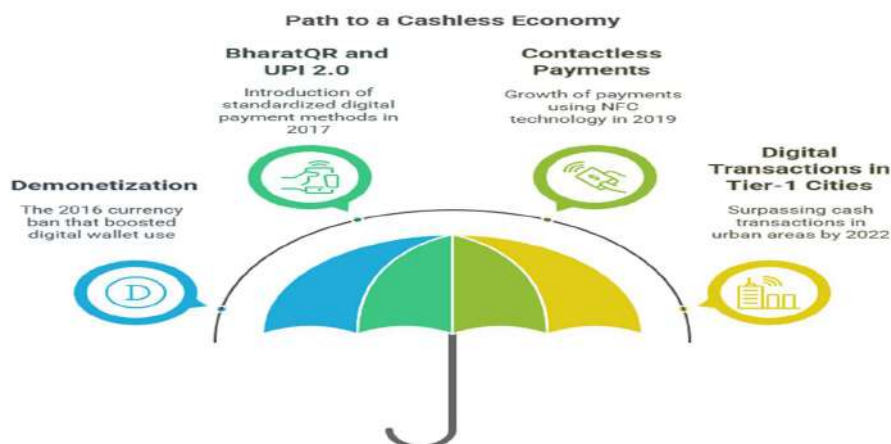 Path to a Cashless Economy
BharatQR and
UPI 2.0
Introduction of
standardized digital
payment methods in
2017
Contactless
Payments
Growth of payments
using NFC
technology in 2019
Demonetization
The 2016 currency
ban that boosted
digital wallet use
D
Digital
Transactions in
Tier-1 Cities
Surpassing cash
transactions in
urban areas by 2022